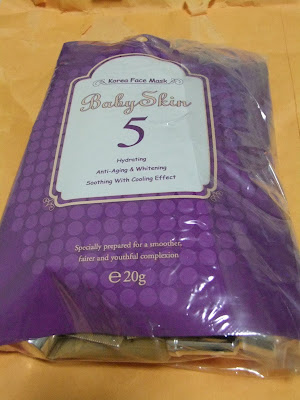 Korea Face Mask
Baby Skin
5
Hydrating
Anti-Aging & Whitening
Soothing With Cooling Effect
Specially prepared for a smoother,
fairer and youthful complexion
℮20g